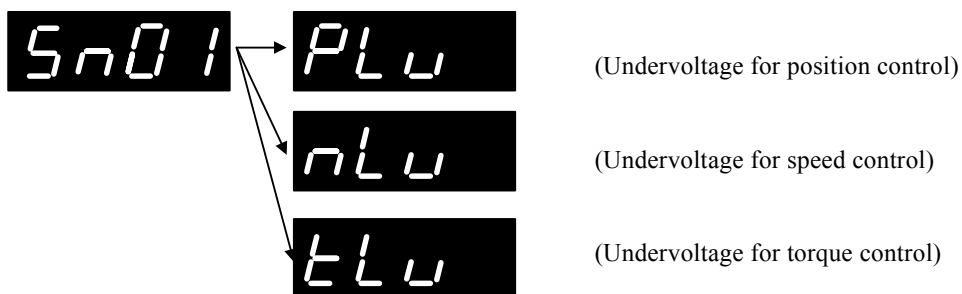 Sn01
PLu (Undervoltage for position control)
nLu (Undervoltage for speed control)
tLu (Undervoltage for torque control)